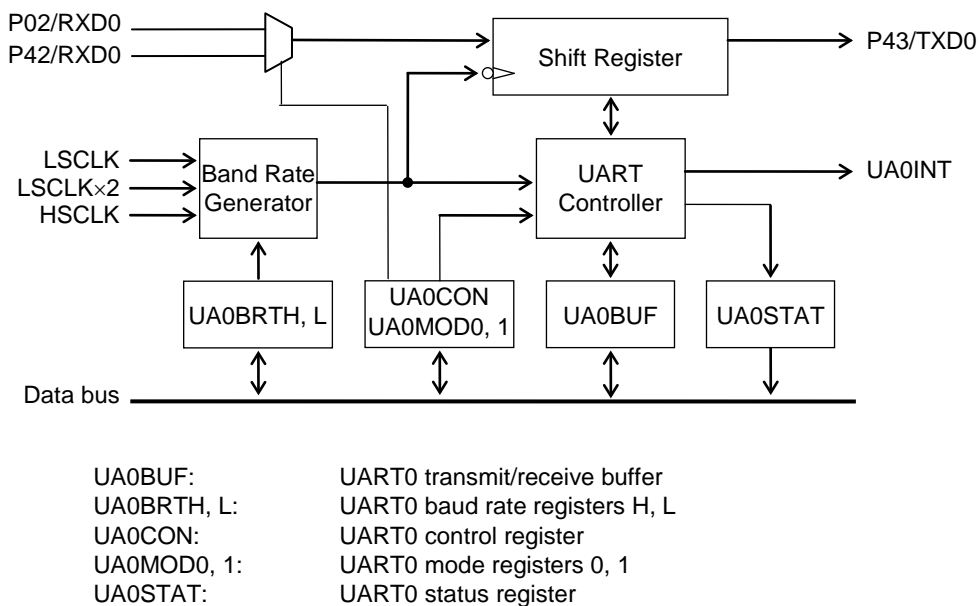 P02/RXD0
P42/RXD0
Shift Register
P43/TXD0
LSCLK
LSCLK×2
HSCLK
Band Rate
Generator
UART
Controller
UA0INT
UA0BRTH, L
UA0CON
UA0MOD0, 1
UA0BUF
UA0STAT
Data bus
UA0BUF: UART0 transmit/receive buffer
UA0BRTH, L: UART0 baud rate registers H, L
UA0CON: UART0 control register
UA0MOD0, 1: UART0 mode registers 0, 1
UA0STAT: UART0 status register